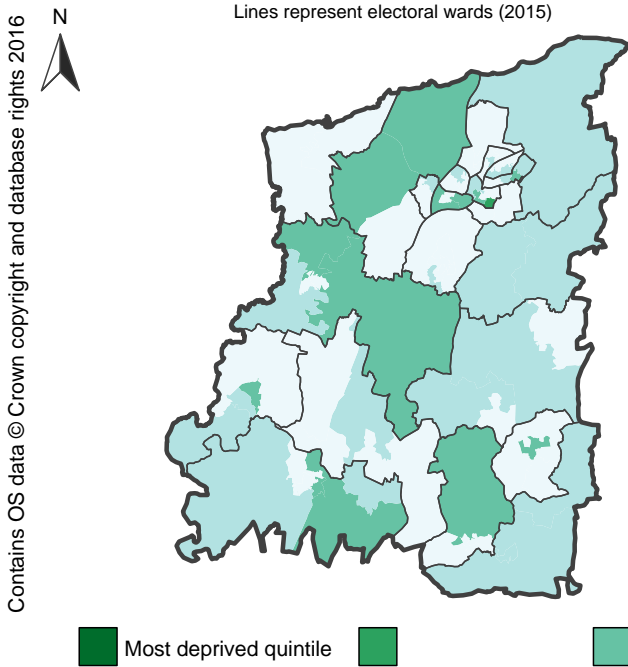 Lines represent electoral wards (2015)
N
Contains OS data © Crown copyright and database rights 2016
Most deprived quintile